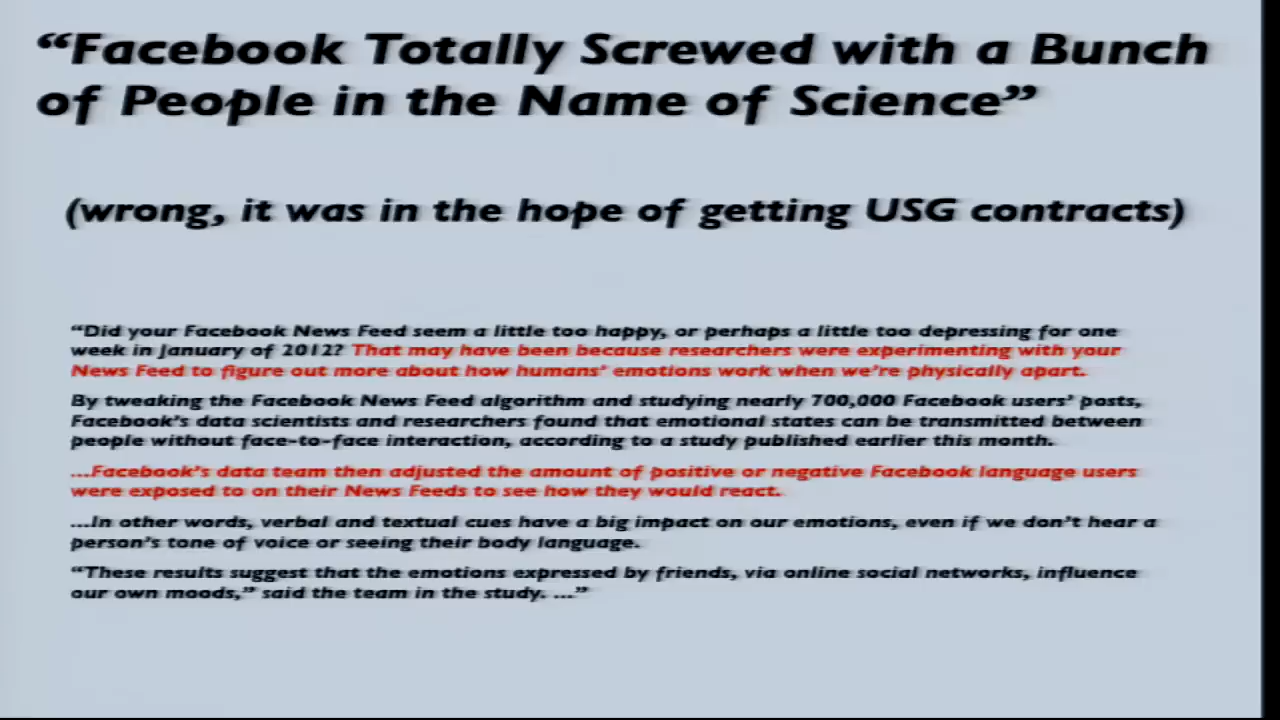 “Facebook Totally Screwed with a Bunch
of People in the Name of Science”
(wrong, it was in the hope of getting USG contracts)
“Did your Facebook News Feed seem a little too happy, or perhaps a little too depressing for one
week in January of 2012? That may have been because researchers were experimenting with your
News Feed to figure out more about how humans’ emotions work when we’re physically apart.
By tweaking the Facebook News Feed algorithm and studying nearly 700,000 Facebook users’ posts,
Facebook’s data scientists and researchers found that emotional states can be transmitted between
people without face-to-face interaction, according to a study published earlier this month.
...Facebook’s data team then adjusted the amount of positive or negative Facebook language users
were exposed to on their News Feeds to see how they would react.
...In other words, verbal and textual cues have a big impact on our emotions, even if we don’t hear a
person’s tone of voice or seeing their body language.
“These results suggest that the emotions expressed by friends, via online social networks, influence
our own moods,” said the team in the study. ...”